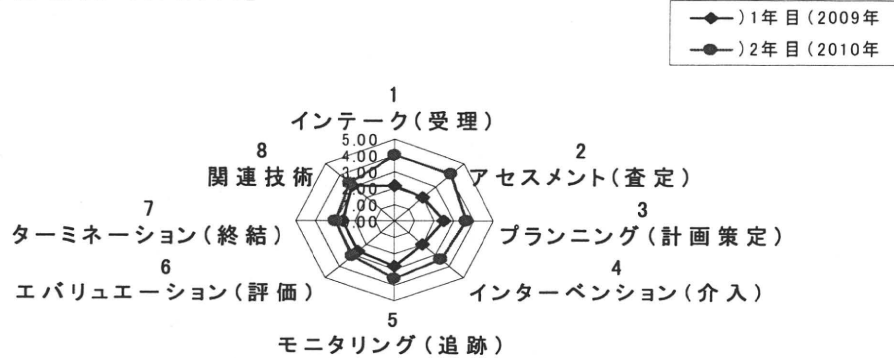 )1年目(2009年
)2年目(2010年
1
インテーク(受理)
5.00
4.00
3.00
8
関連技術
2
アセスメント(査定)
7
ターミネーション(終結)
3
プランニング(計画策定)
6
エバリュエーション(評価)
4
インターベンション(介入)
5
モニタリング(追跡)